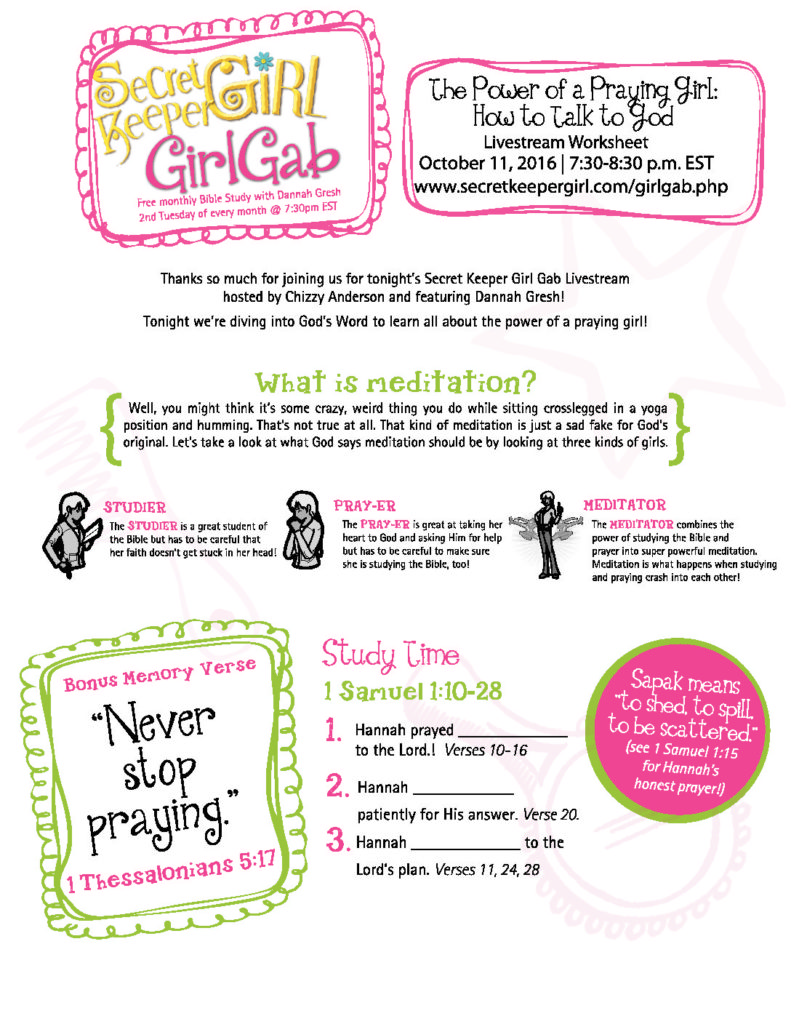 Secret
Keeper GiRL
GirlGab
Free monthly Bible Study with Dannah Gresh
2nd Tuesday of every month @ 7:30pm EST
The Power of a Praying Girl:
How to Talk to God
Livestream Worksheet
October 11, 2016 | 7:30-8:30 p.m. EST
www.secretkeepergirl.com/girlgab.php
Thanks so much for joining us for tonight's Secret Keeper Girl Gab Livestream
hosted by Chizzy Anderson and featuring Dannah Gresh!
Tonight we're diving into God's Word to learn all about the power of a praying girl!
What is meditation?
{ Well, you might think it's some crazy, weird thing you do while sitting crosslegged in a yoga
position and humming. That's not true at all. That kind of meditation is just a sad fake for God's
original. Let's take a look at what God says meditation should be by looking at three kinds of girls. }
STUDIER
The STUDIER is a great student of
the Bible but has to be careful that
her faith doesn't get stuck in her head!
PRAY-ER
The PRAY-ER is great at taking her
heart to God and asking Him for help
but has to be careful to make sure
she is studying the Bible, too!
MEDITATOR
The MEDITATOR combines the
power of studying the Bible and
prayer into super powerful meditation.
Meditation is what happens when studying
and praying crash into each other!
Bonus Memory Verse
"Never
stop
praying."
1 Thessalonians 5:17
Study Time
1 Samuel 1:10-28
1. Hannah prayed ______________
to the Lord.! Verses 10-16
2. Hannah _____________
patiently for His answer. Verse 20.
3. Hannah ______________ to the
Lord's plan. Verses 11, 24, 28
Sapak means
"to shed, to spill,
to be scattered."
(see 1 Samuel 1:15
for Hannah's
honest prayer!)